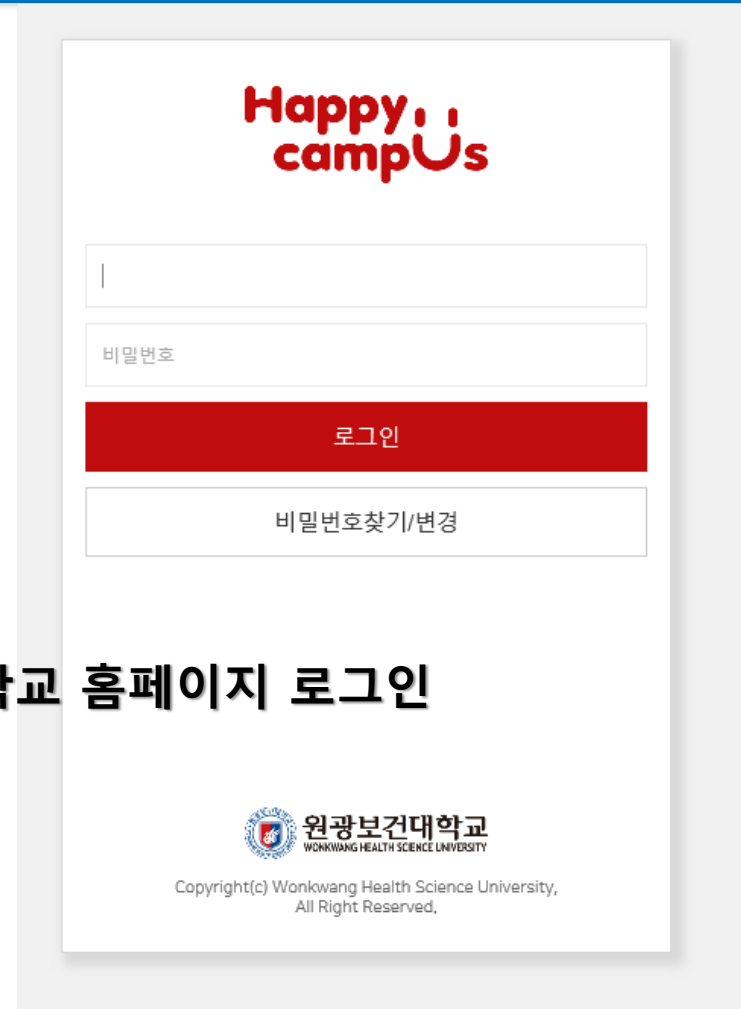 Happy
campUs
비밀번호
로그인
비밀번호찾기/변경
홈페이지 로그인
원광보건대학교
WONKWANG HEALTH SCIENCE UNIVERSITY
Copyright(c) Wonkwang Health Science University,
All Right Reserved.